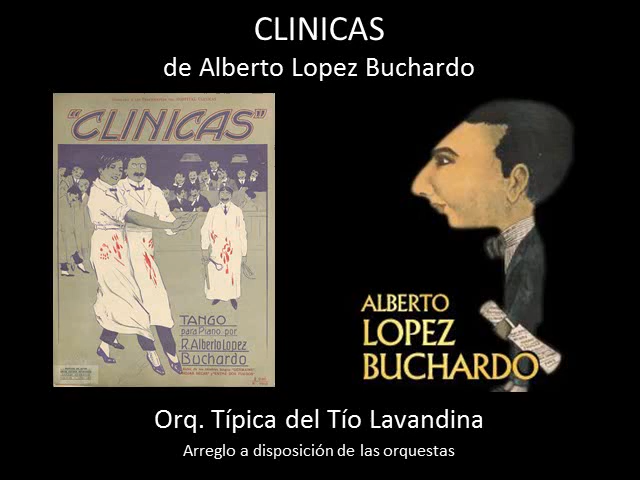 CLINICAS
de Alberto Lopez Buchardo
"CLINICAS"
TANGO
para Piano por
R. Alberto Lopez
Buchardo
ALBERTO
LOPEZ
BUCHARDO
Orq. Típica del Tío Lavandina
Arreglo a disposición de las orquestas